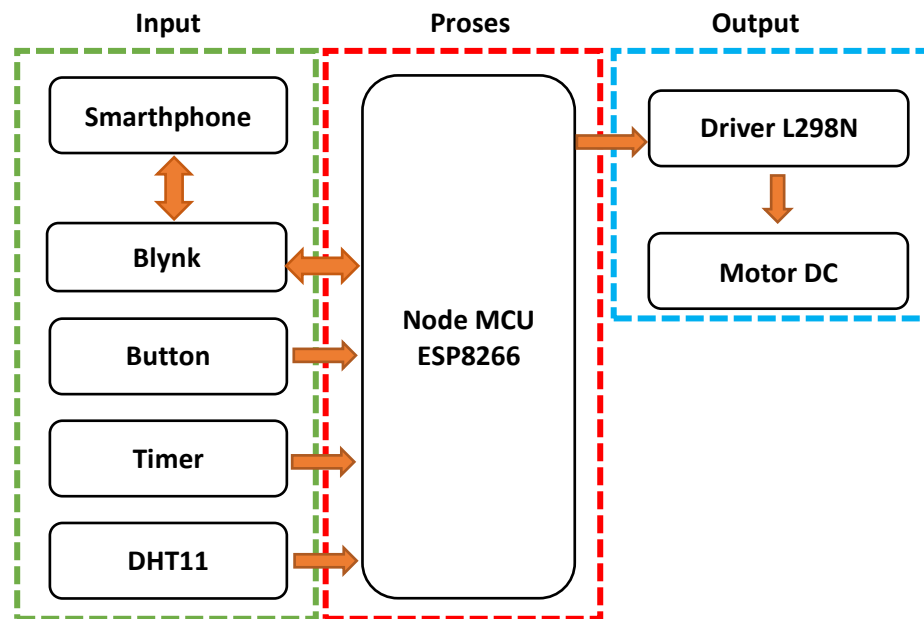 Input
Proses
Output
Smarthphone
Blynk
Button
Timer
DHT11
Node MCU
ESP8266
Driver L298N
Motor DC